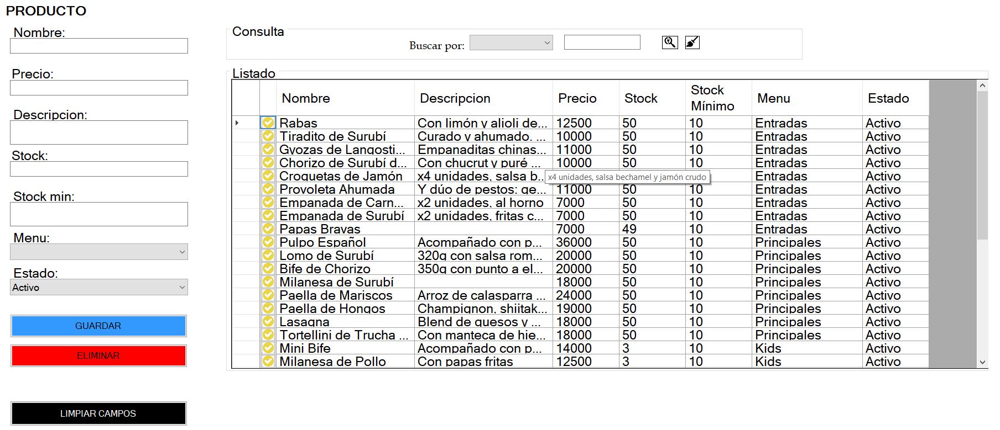 PRODUCTO
Nombre:
Precio:
Descripcion:
Stock:
Stock min:
Menu:
Estado:
Activo
GUARDAR
ELIMINAR
LIMPIAR CAMPOS
Consulta
Buscar por:
Listado
Nombre Descripcion Precio Stock Stock Mínimo Menu Estado
Rabas Con limón y alioli de... 12500 50 10 Entradas Activo
Tiradito de Surubí Curado y ahumado. ... 10000 50 10 Entradas Activo
Gyozas de Langosti... Empanaditas chinas... 11000 50 10 Entradas Activo
Chorizo de Surubí d... Con chucrut y puré ... 10000 50 10 Entradas Activo
Croquetas de Jamón x4 unidades, salsa b... x4 unidades, salsa bechamel y jamón crudo Entradas Activo
Provoleta Ahumada Y dúo de pestos: ge... 11000 50 10 Entradas Activo
Empanada de Carn... x2 unidades, al horno 7000 50 10 Entradas Activo
Empanada de Surubí x2 unidades, fritas c... 7000 50 10 Entradas Activo
Papas Bravas 7000 49 10 Entradas Activo
Pulpo Español Acompañado con p... 36000 50 10 Principales Activo
Lomo de Surubí 320g con salsa rom... 20000 50 10 Principales Activo
Bife de Chorizo 350g con punto a el... 20000 50 10 Principales Activo
Milanesa de Surubí 18000 50 10 Principales Activo
Paella de Mariscos Arroz de calasparra ... 24000 50 10 Principales Activo
Paella de Hongos Champignon, shiitak... 19000 50 10 Principales Activo
Lasagna Blend de quesos y ... 18000 50 10 Principales Activo
Tortellini de Trucha ... Con manteca de hie... 18000 50 10 Principales Activo
Mini Bife Acompañado con p... 14000 3 10 Kids Activo
Milanesa de Pollo Con papas fritas 12500 3 10 Kids Activo